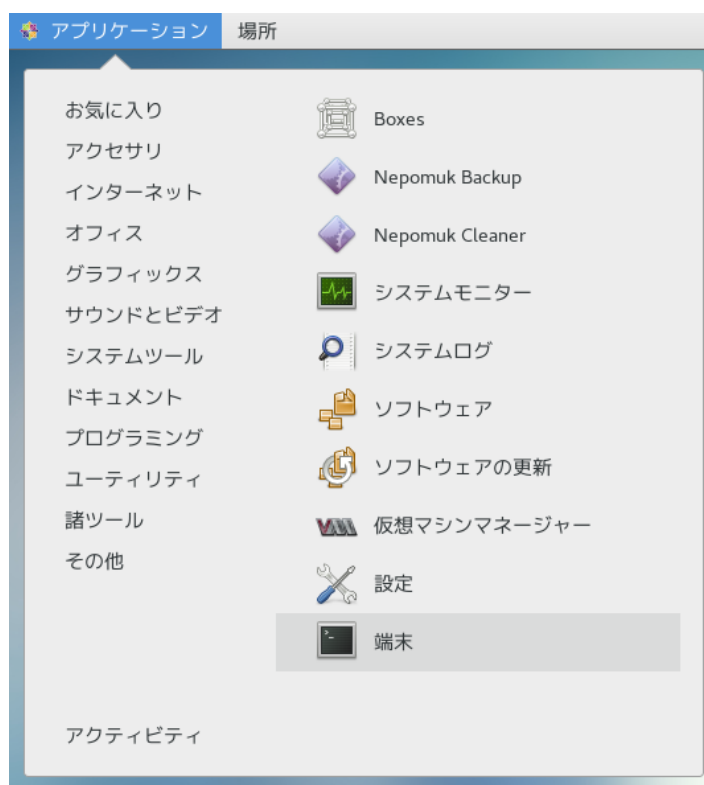 アプリケーション 場所
お気に入り
アクセサリ
インターネット
オフィス
グラフィックス
サウンドとビデオ
システムツール
ドキュメント
プログラミング
ユーティリティ
諸ツール
その他
アクティビティ
Boxes
Nepomuk Backup
Nepomuk Cleaner
システムモニター
システムログ
ソフトウェア
ソフトウェアの更新
仮想マシンマネージャー
設定
端末